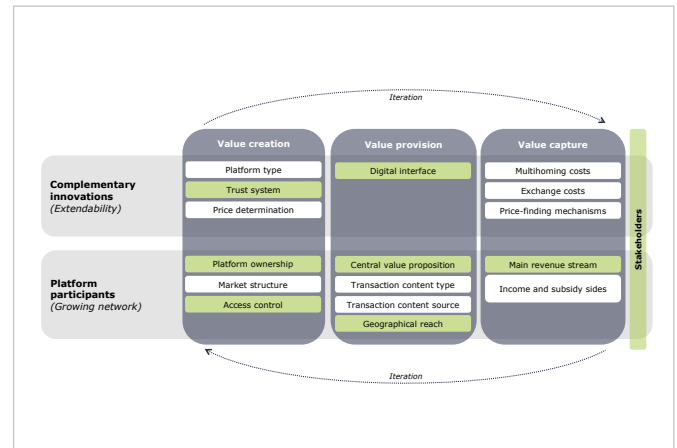 Iteration
Value creation
Value provision
Value capture
Complementary
innovations
(Extendability)
Platform type
Trust system
Price determination
Digital interface
Multihoming costs
Exchange costs
Price-finding mechanisms
Stakeholders
Platform
participants
(Growing network)
Platform ownership
Market structure
Access control
Central value proposition
Transaction content type
Transaction content source
Geographical reach
Main revenue stream
Income and subsidy sides
Iteration